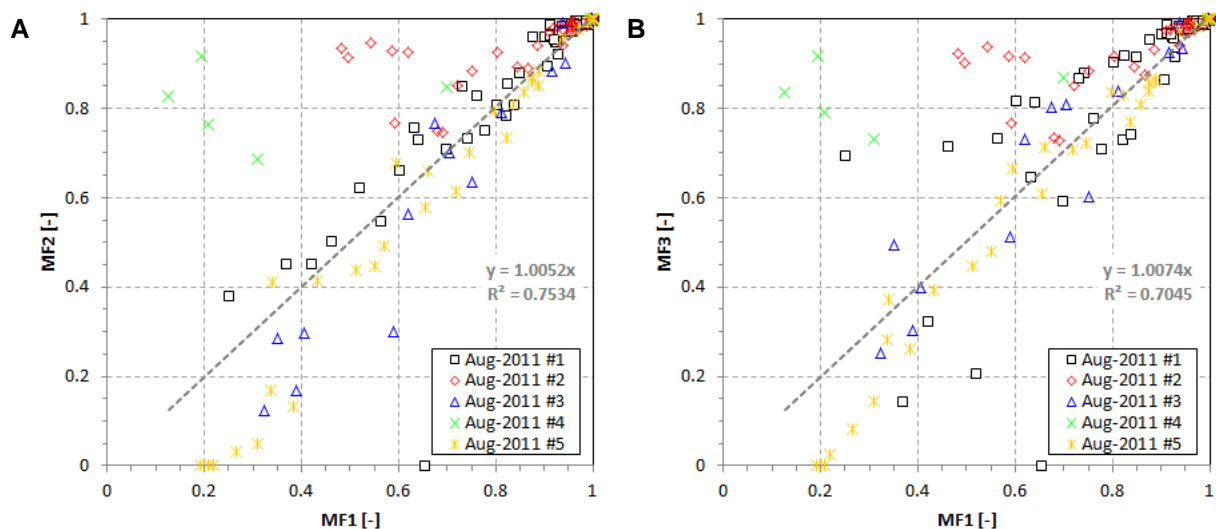 A
MF2 [-]
1
0.8
0.6
0.4
0.2
0
0
0.2
0.4
0.6
0.8
1
MF1 [-]
y = 1.0052x
R² = 0.7534
Aug-2011 #1
Aug-2011 #2
Aug-2011 #3
Aug-2011 #4
Aug-2011 #5
B
MF3 [-]
1
0.8
0.6
0.4
0.2
0
0
0.2
0.4
0.6
0.8
1
MF1 [-]
y = 1.0074x
R² = 0.7045
Aug-2011 #1
Aug-2011 #2
Aug-2011 #3
Aug-2011 #4
Aug-2011 #5